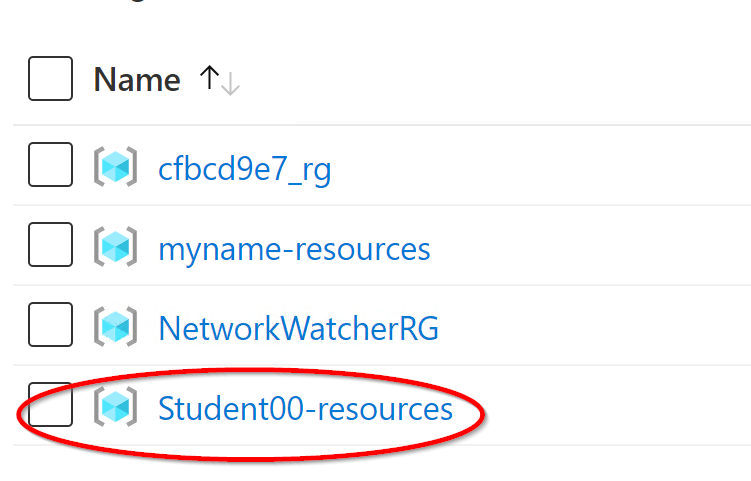 Name
cfbcd9e7_rg
myname-resources
NetworkWatcherRG
Student00-resources